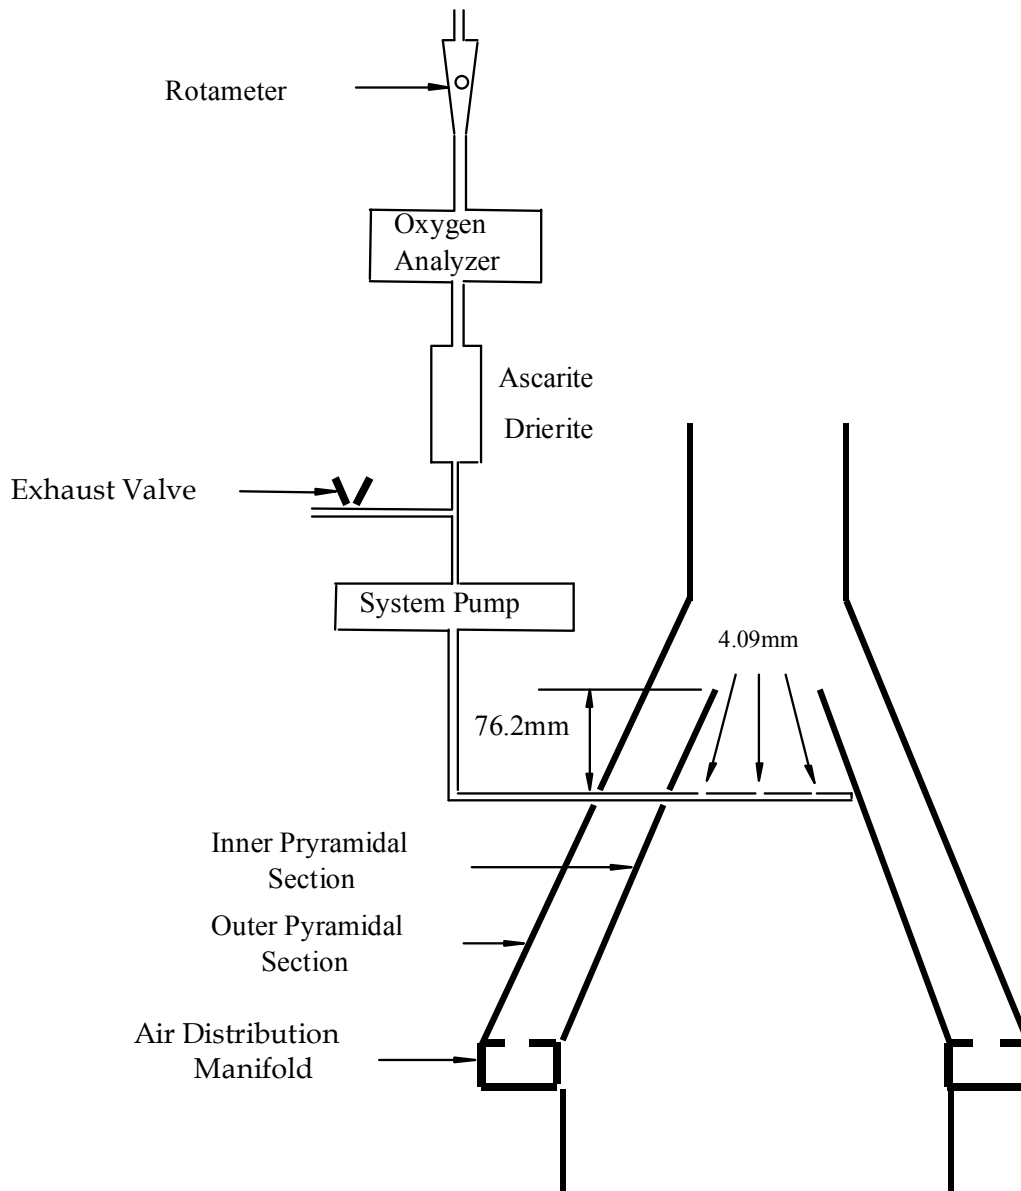 Rotameter
Oxygen
Analyzer
Ascarite
Drierite
Exhaust Valve
System Pump
4.09mm
76.2mm
Inner Pryramidal
Section
Outer Pyramidal
Section
Air Distribution
Manifold